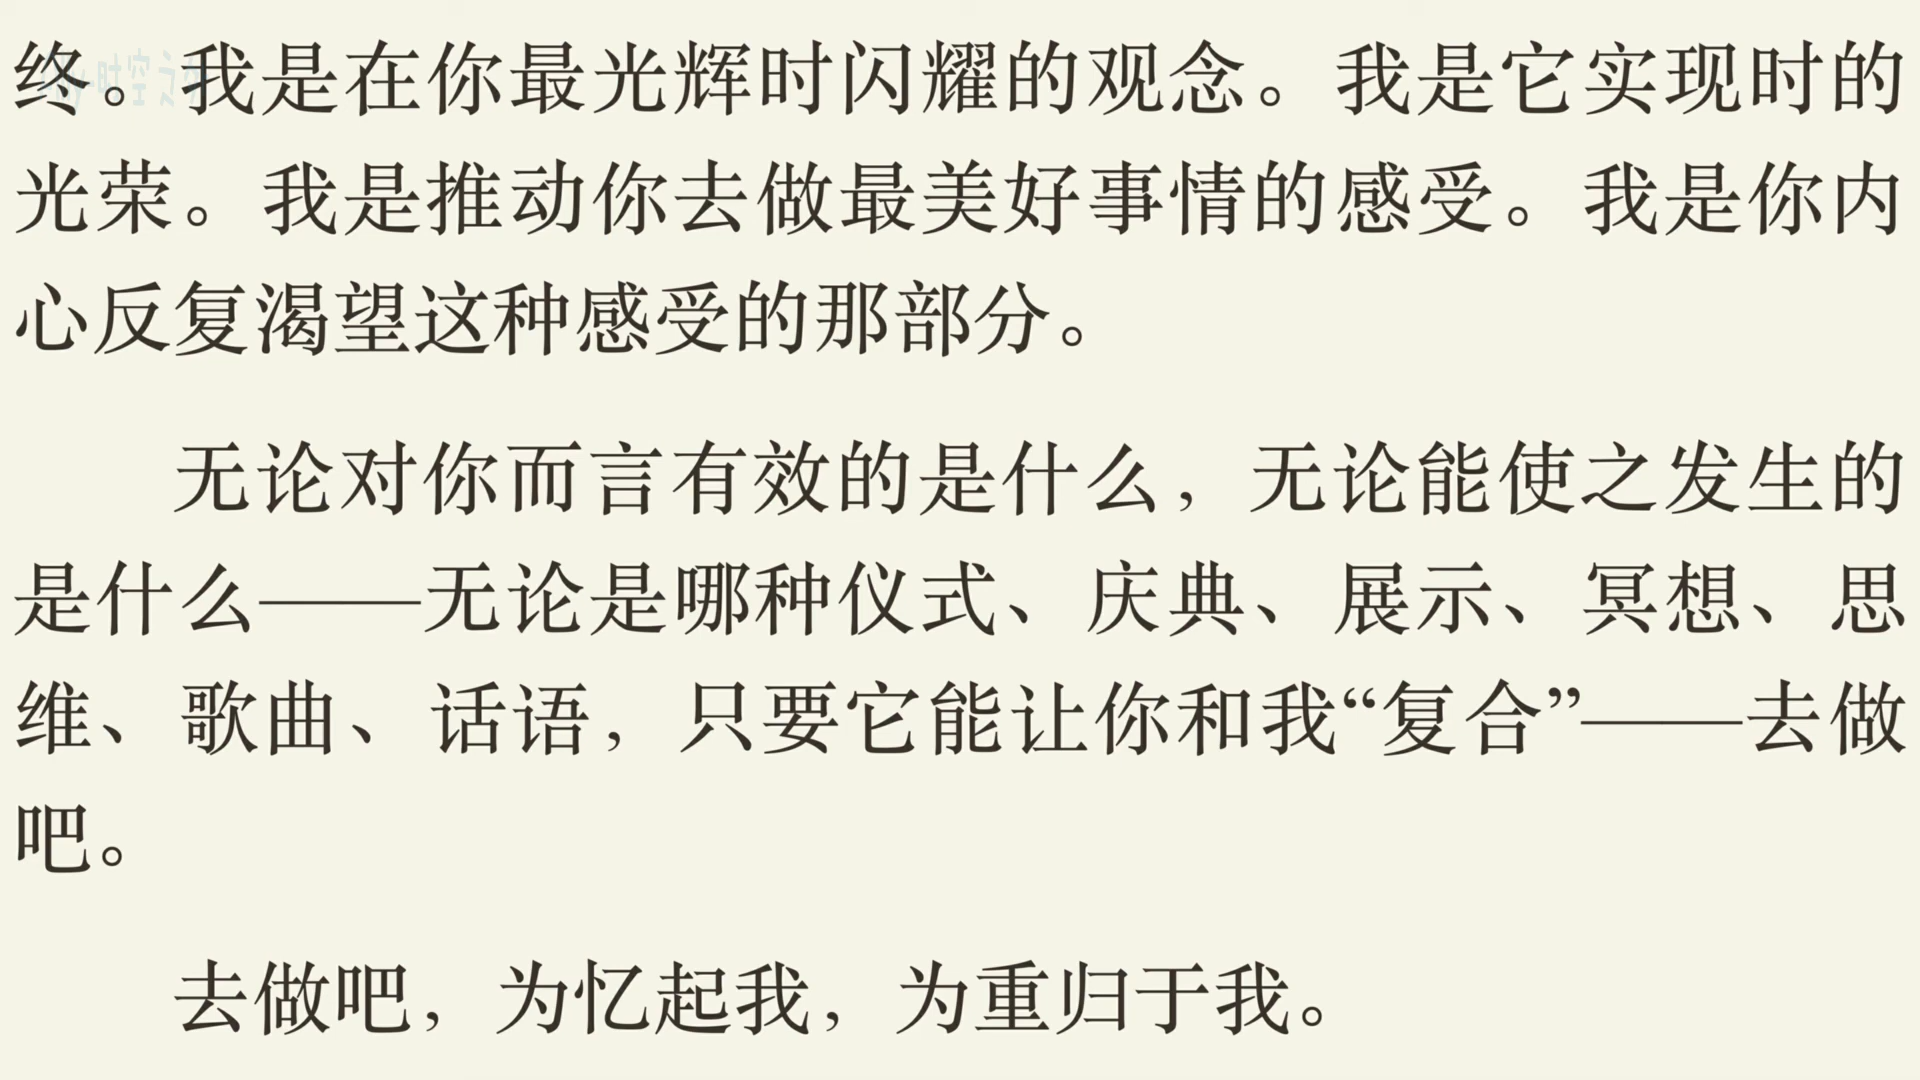 终。我是在你最光辉时闪耀的观念。我是它实现时的
光荣。我是推动你去做最美好事情的感受。我是你内
心反复渴望这种感受的那部分。
无论对你而言有效的是什么，无论能使之发生的
是什么——无论是哪种仪式、庆典、展示、冥想、思
维、歌曲、话语，只要它能让你和我“复合”——去做
吧。
去做吧，为忆起我，为重归于我。